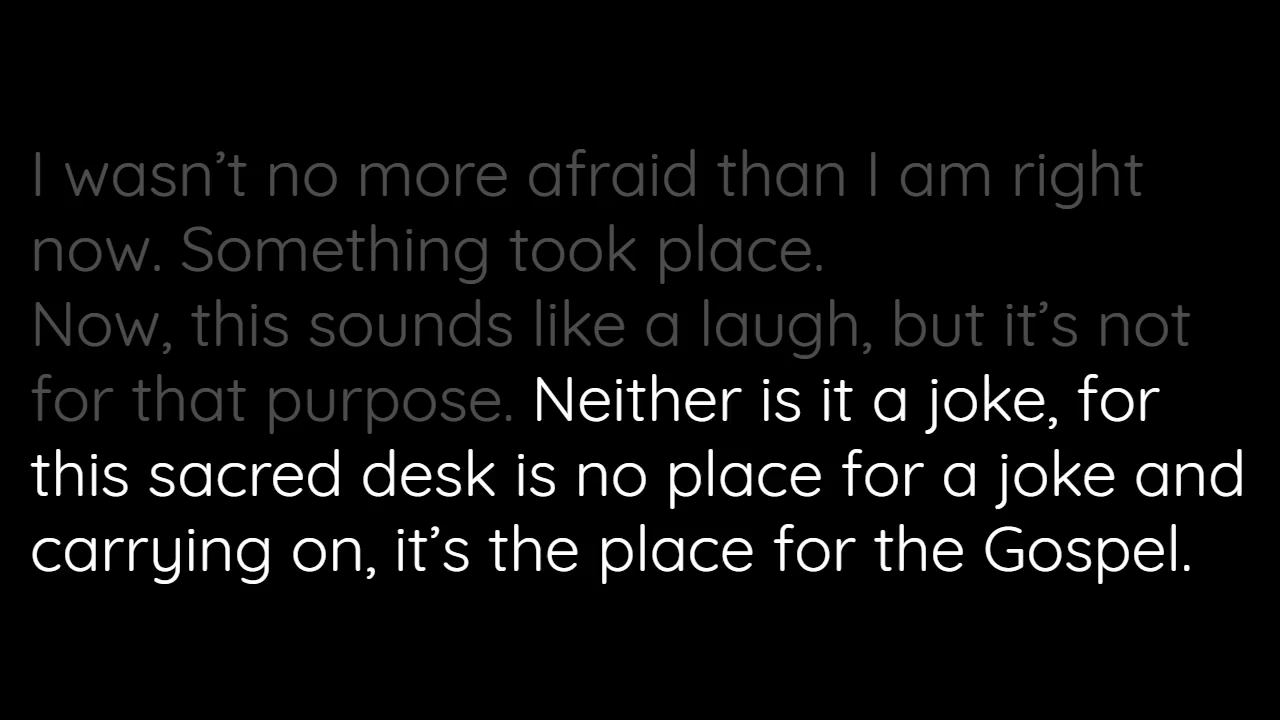 I wasn’t no more afraid than I am right
now. Something took place.
Now, this sounds like a laugh, but it’s not
for that purpose. Neither is it a joke, for
this sacred desk is no place for a joke and
carrying on, it’s the place for the Gospel.